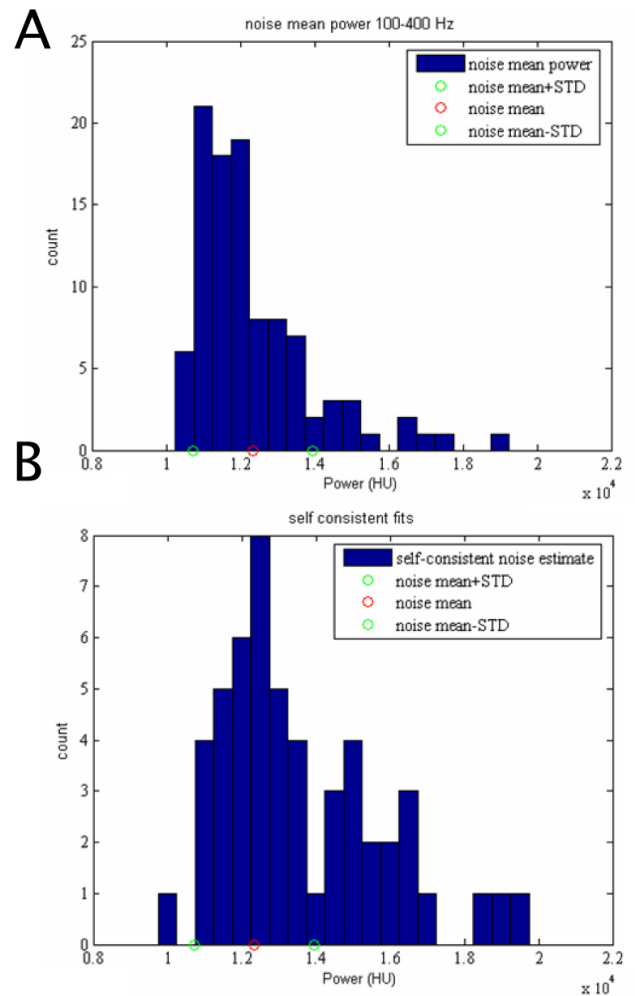 A
noise mean power 100-400 Hz
25
20
15
10
5
0
count
noise mean power
noise mean+STD
noise mean
noise mean-STD
0.8 1 1.2 1.4 1.6 1.8 2 2.2
Power (HU)
x 10^4
B
self consistent fits
8
7
6
5
4
3
2
1
0
count
self-consistent noise estimate
noise mean+STD
noise mean
noise mean-STD
0.8 1 1.2 1.4 1.6 1.8 2 2.2
Power (HU)
x 10^4